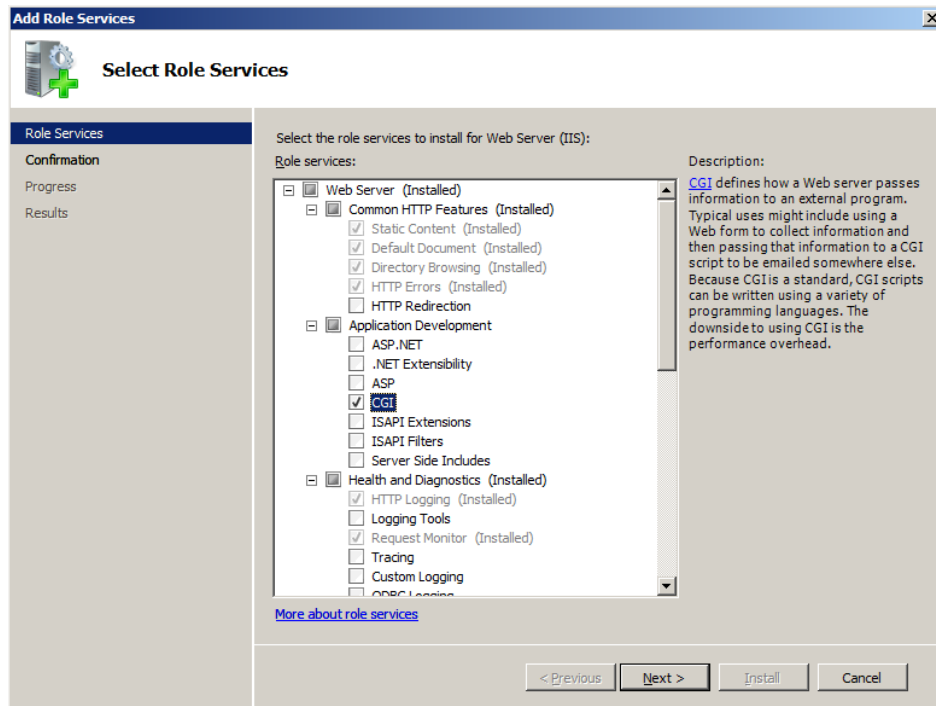 Add Role Services
Select Role Services
Role Services
Confirmation
Progress
Results
Select the role services to install for Web Server (IIS):
Role services:
Web Server (Installed)
Common HTTP Features (Installed)
Static Content (Installed)
Default Document (Installed)
Directory Browsing (Installed)
HTTP Errors (Installed)
HTTP Redirection
Application Development
ASP.NET
.NET Extensibility
ASP
CGI
ISAPI Extensions
ISAPI Filters
Server Side Includes
Health and Diagnostics (Installed)
HTTP Logging (Installed)
Logging Tools
Request Monitor (Installed)
Tracing
Custom Logging
ODBC Logging
More about role services
Description:
CGI defines how a Web server passes
information to an external program.
Typical uses might include using a
Web form to collect information and
then passing that information to a CGI
script to be emailed somewhere else.
Because CGI is a standard, CGI scripts
can be written using a variety of
programming languages. The
downside to using CGI is the
performance overhead.
< Previous
Next >
Install
Cancel